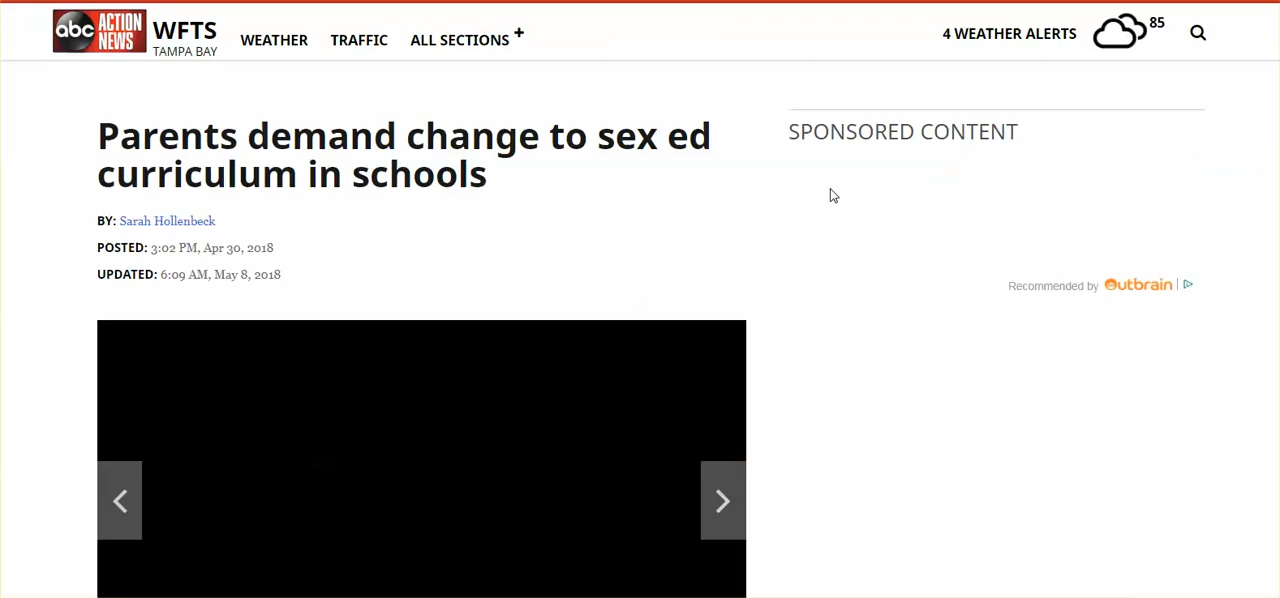 abc ACTION NEWS
WFTS
TAMPA BAY
WEATHER TRAFFIC ALL SECTIONS +
4 WEATHER ALERTS 85
Parents demand change to sex ed
curriculum in schools
BY: Sarah Hollenbeck
POSTED: 3:02 PM, Apr 30, 2018
UPDATED: 6:09 AM, May 8, 2018
SPONSORED CONTENT
Recommended by Outbrain